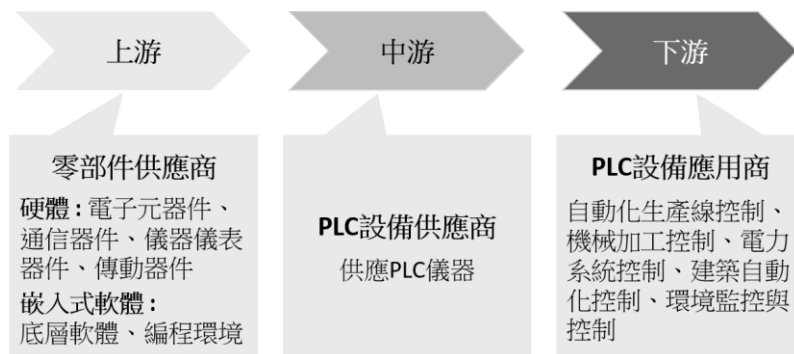 上游
中游
下游
零部件供應商
硬體：電子元器件、
通信器件、儀器儀表
器件、傳動器件
嵌入式軟體：
底層軟體、編程環境
PLC設備供應商
供應PLC儀器
PLC設備應用商
自動化生產線控制、
機械加工控制、電力
系統控制、建築自動
化控制、環境監控與
控制